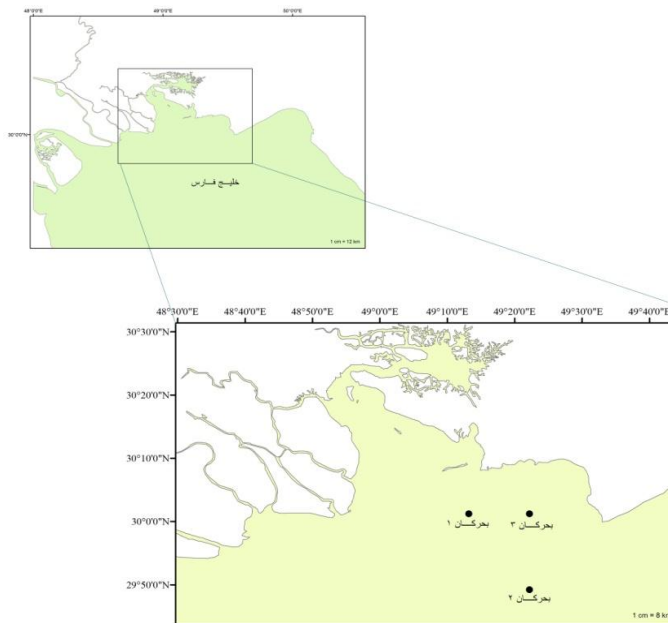 48°0'0"E 49°0'0"E 50°0'0"E
30°0'0"N
خلیج فارس
1 cm = 12 km
48°30'0"E 48°40'0"E 48°50'0"E 49°0'0"E 49°10'0"E 49°20'0"E 49°40'0"E
30°30'0"N
30°20'0"N
30°10'0"N
30°0'0"N
بحرکان ۱ بحرکان ۳
29°50'0"N
بحرکان ۲
1 cm = 8 km